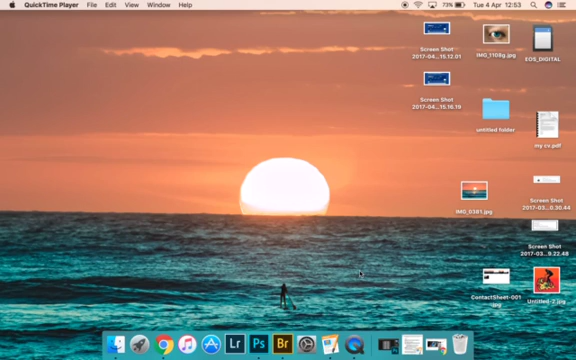 QuickTime Player File Edit View Window Help 73% Tue 4 Apr 12:53
Screen Shot
2017-04....15.12.01
IMG_1108g.jpg
EOS_DIGITAL
Screen Shot
2017-04....15.16.19
untitled folder
my cv.pdf
IMG_0381.jpg
Screen Shot
2017-03...0.30.44
Screen Shot
2017-03...9.22.48
ContactSheet-001
.jpg
Untitled-2.jpg
Lr Ps Br